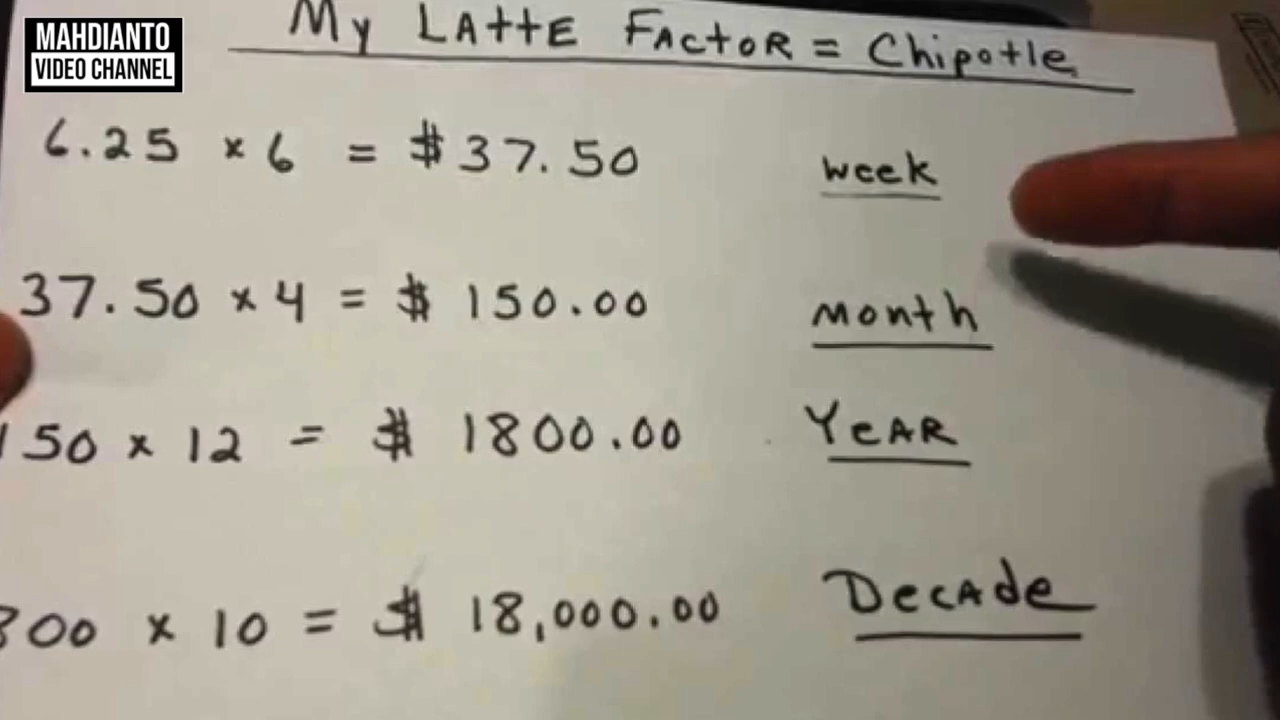 MAHDIANTO
VIDEO CHANNEL
My LAttE FActoR = Chipotle
6.25 x 6 = $37.50 week
37.50 x 4 = $ 150.00 month
150 x 12 = $ 1800.00 YeAR
800 x 10 = $ 18,000.00 DecAde